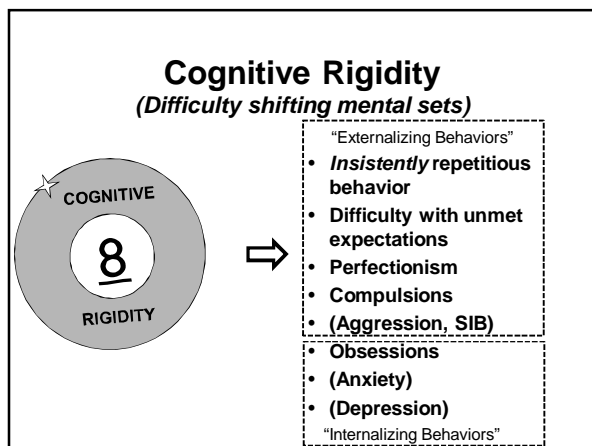 Cognitive Rigidity
(Difficulty shifting mental sets)
COGNITIVE
8
RIGIDITY
“Externalizing Behaviors”
• Insistently repetitious
behavior
• Difficulty with unmet
expectations
• Perfectionism
• Compulsions
• (Aggression, SIB)
• Obsessions
• (Anxiety)
• (Depression)
“Internalizing Behaviors”